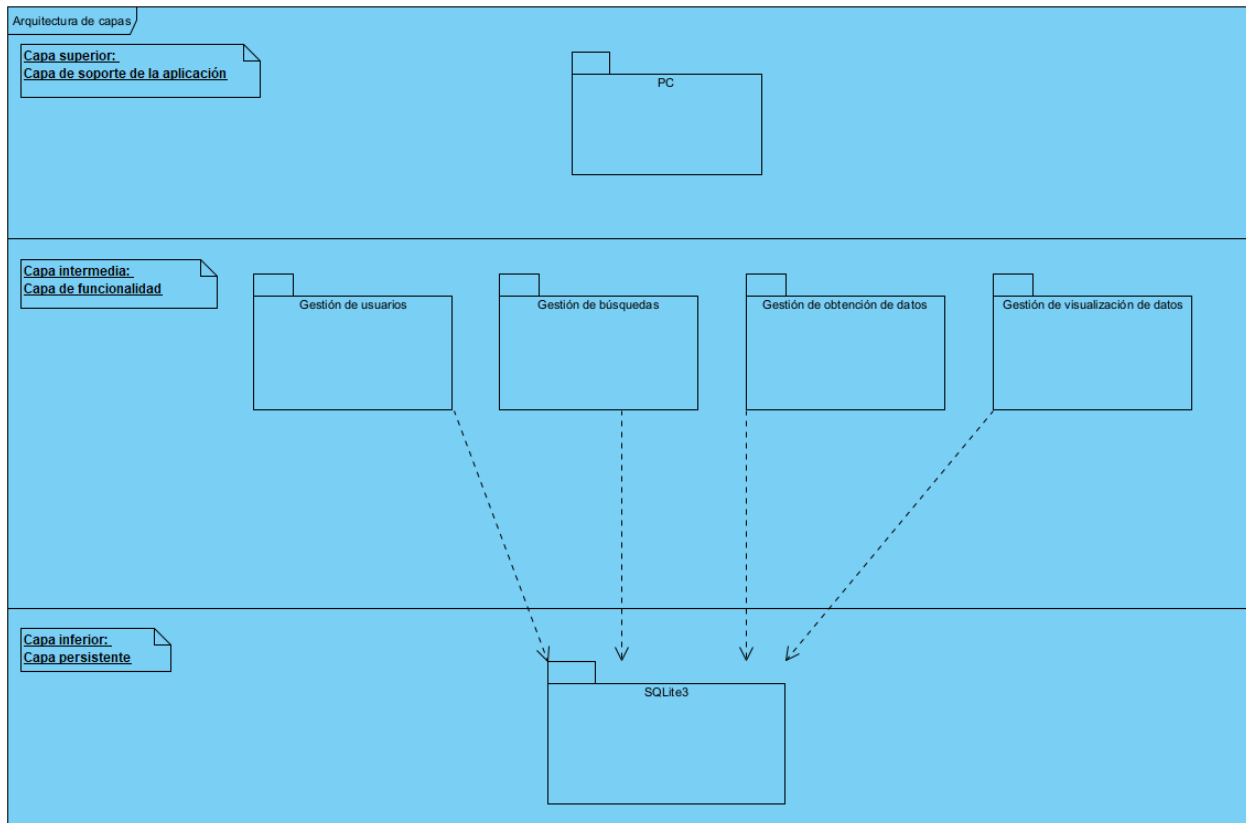 Arquitectura de capas
Capa superior:
Capa de soporte de la aplicación
PC
Capa intermedia:
Capa de funcionalidad
Gestión de usuarios
Gestión de búsquedas
Gestión de obtención de datos
Gestión de visualización de datos
Capa inferior:
Capa persistente
SQLite3